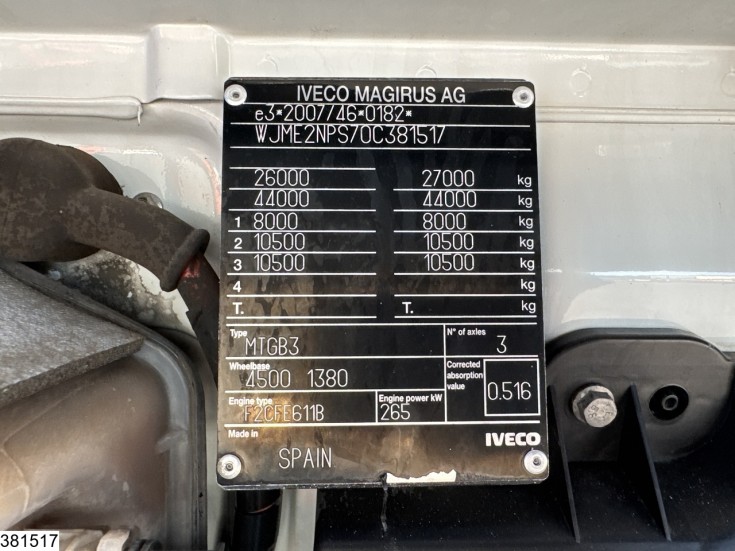 IVECO MAGIRUS AG
e3*2007/46*0182*
WJME2NPS70C381517
26000 27000 kg
44000 44000 kg
1 8000 8000 kg
2 10500 10500 kg
3 10500 10500 kg
4 kg
T. T. kg
Type MTGB3 N° of axles 3
Wheelbase 4500 1380 Corrected absorption value 0.516
Engine type F2CFE611B Engine power kW 265
Made in SPAIN IVECO
381517